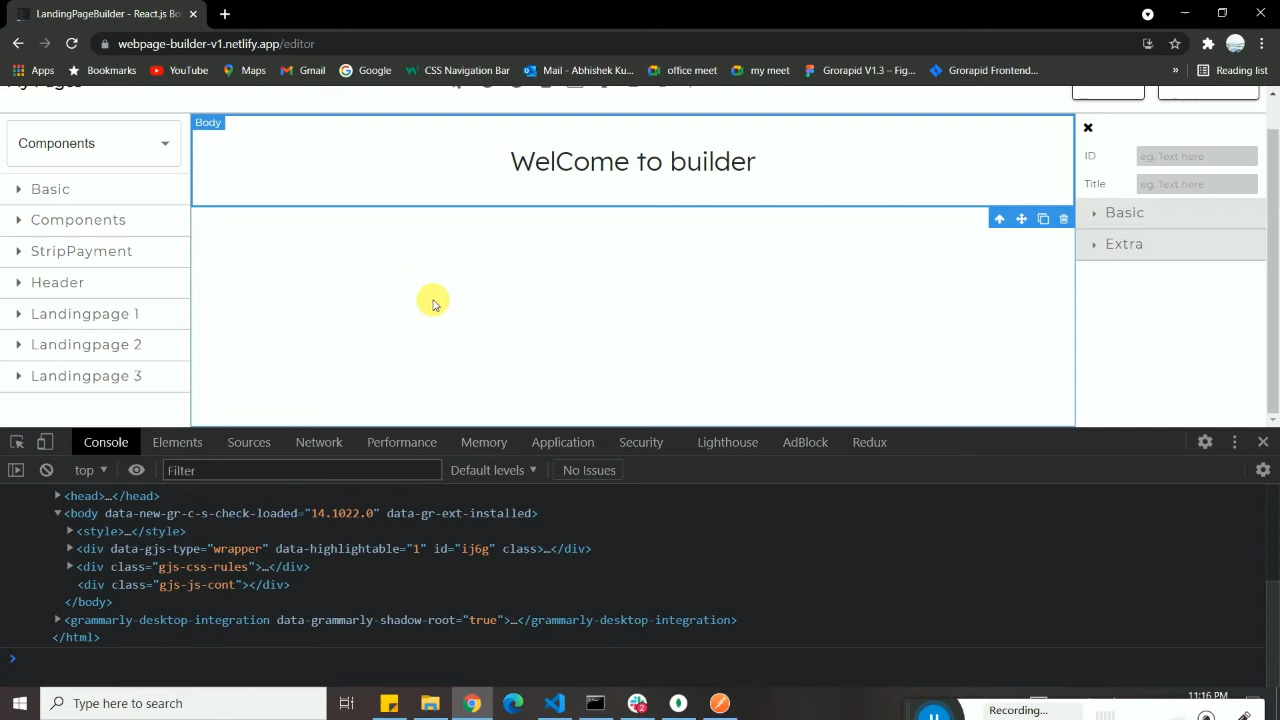 LandingPageBuilder - React.js Bo
webpage-builder-v1.netlify.app/editor
Apps Bookmarks YouTube Maps Gmail Google CSS Navigation Bar Mail - Abhishek Ku... office meet my meet Grorapid V1.3 – Fig... Grorapid Frontend... » Reading list
Components
Basic
Components
StripPayment
Header
Landingpage 1
Landingpage 2
Landingpage 3
Body
WelCome to builder
ID eg: Text here
Title eg: Text here
Basic
Extra
Console Elements Sources Network Performance Memory Application Security Lighthouse AdBlock Redux
top Filter Default levels No Issues
<head>…</head>
<body data-new-gr-c-s-check-loaded="14.1022.0" data-gr-ext-installed>
<style>…</style>
<div data-gjs-type="wrapper" data-highlightable="1" id="ij6g" class>…</div>
<div class="gjs-css-rules">…</div>
<div class="gjs-js-cont"></div>
</body>
<grammarly-desktop-integration data-grammarly-shadow-root="true">…</grammarly-desktop-integration>
</html>
Type here to search
11:16 PM
Recording...